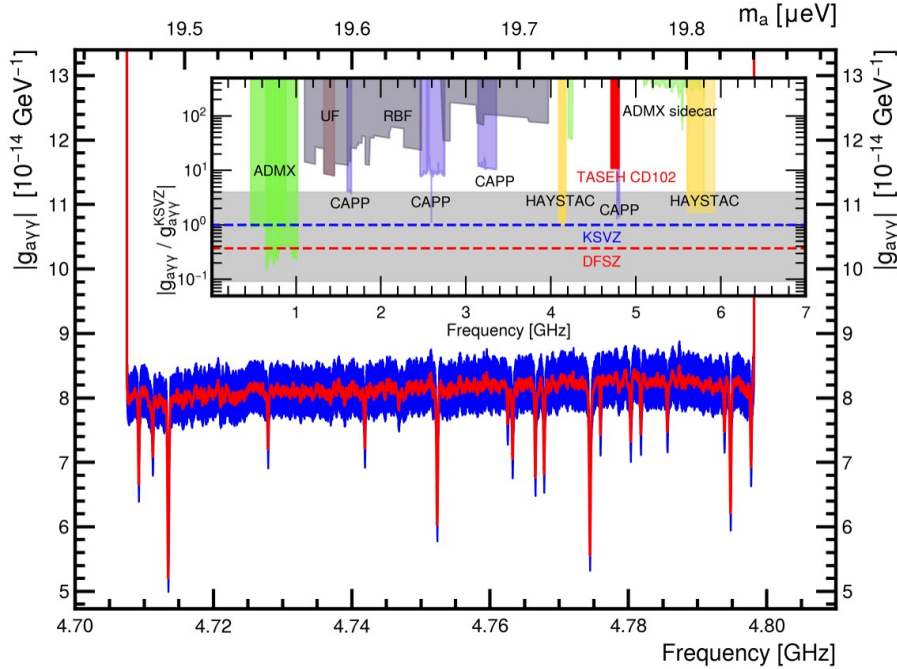 m_a [μeV]
19.5 19.6 19.7 19.8
|g_aγγ| [10⁻¹⁴ GeV⁻¹]
13
12
11
10
9
8
7
6
5
|g_aγγ| [10⁻¹⁴ GeV⁻¹]
13
12
11
10
9
8
7
6
5
|g_aγγ / g_aγγ^KSVZ|
10²
10¹
10⁰
10⁻¹
UF RBF ADMX sidecar
ADMX
TASEH CD102
CAPP
CAPP CAPP HAYSTAC CAPP HAYSTAC
KSVZ
DFSZ
1 2 3 4 5 6 7
Frequency [GHz]
4.70 4.72 4.74 4.76 4.78 4.80
Frequency [GHz]